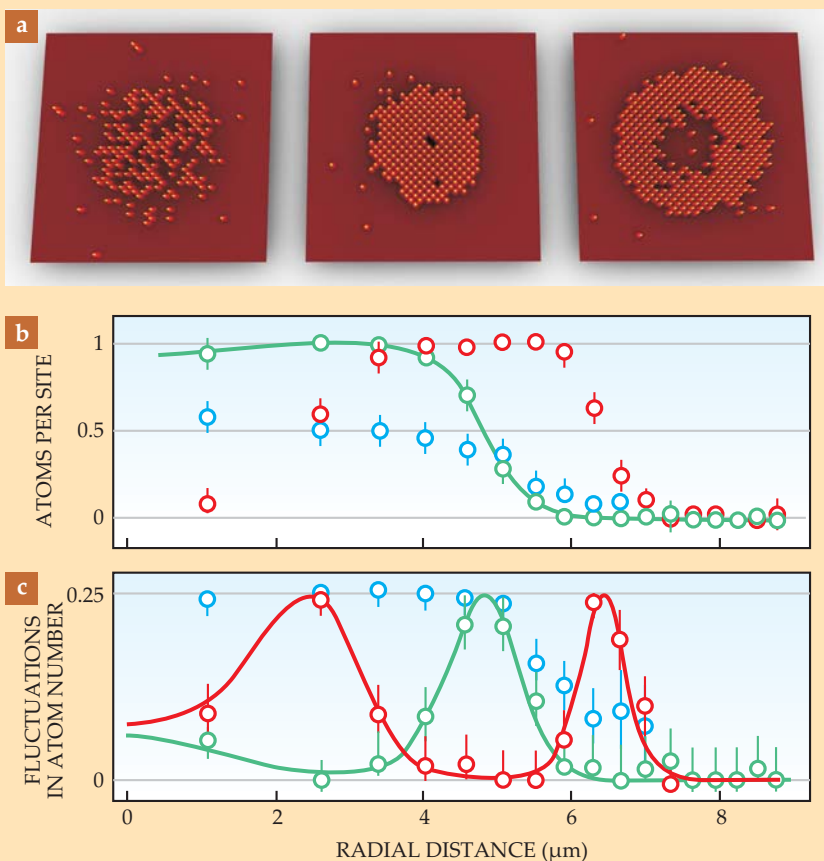 a
b
ATOMS PER SITE
1
0.5
0
c
FLUCTUATIONS
IN ATOM NUMBER
0.25
0
0 2 4 6 8
RADIAL DISTANCE (µm)